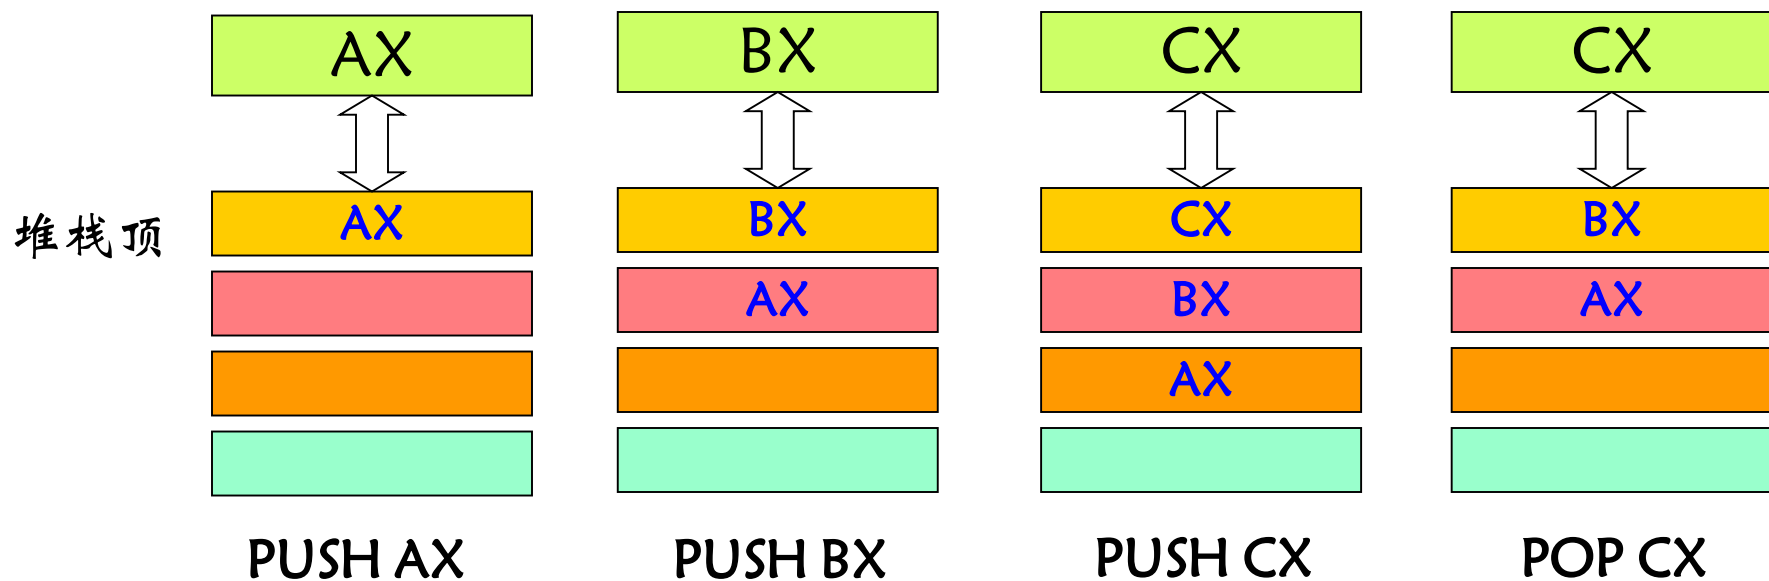 AX BX CX CX
堆栈顶 AX BX CX BX
AX BX AX
AX
PUSH AX PUSH BX PUSH CX POP CX